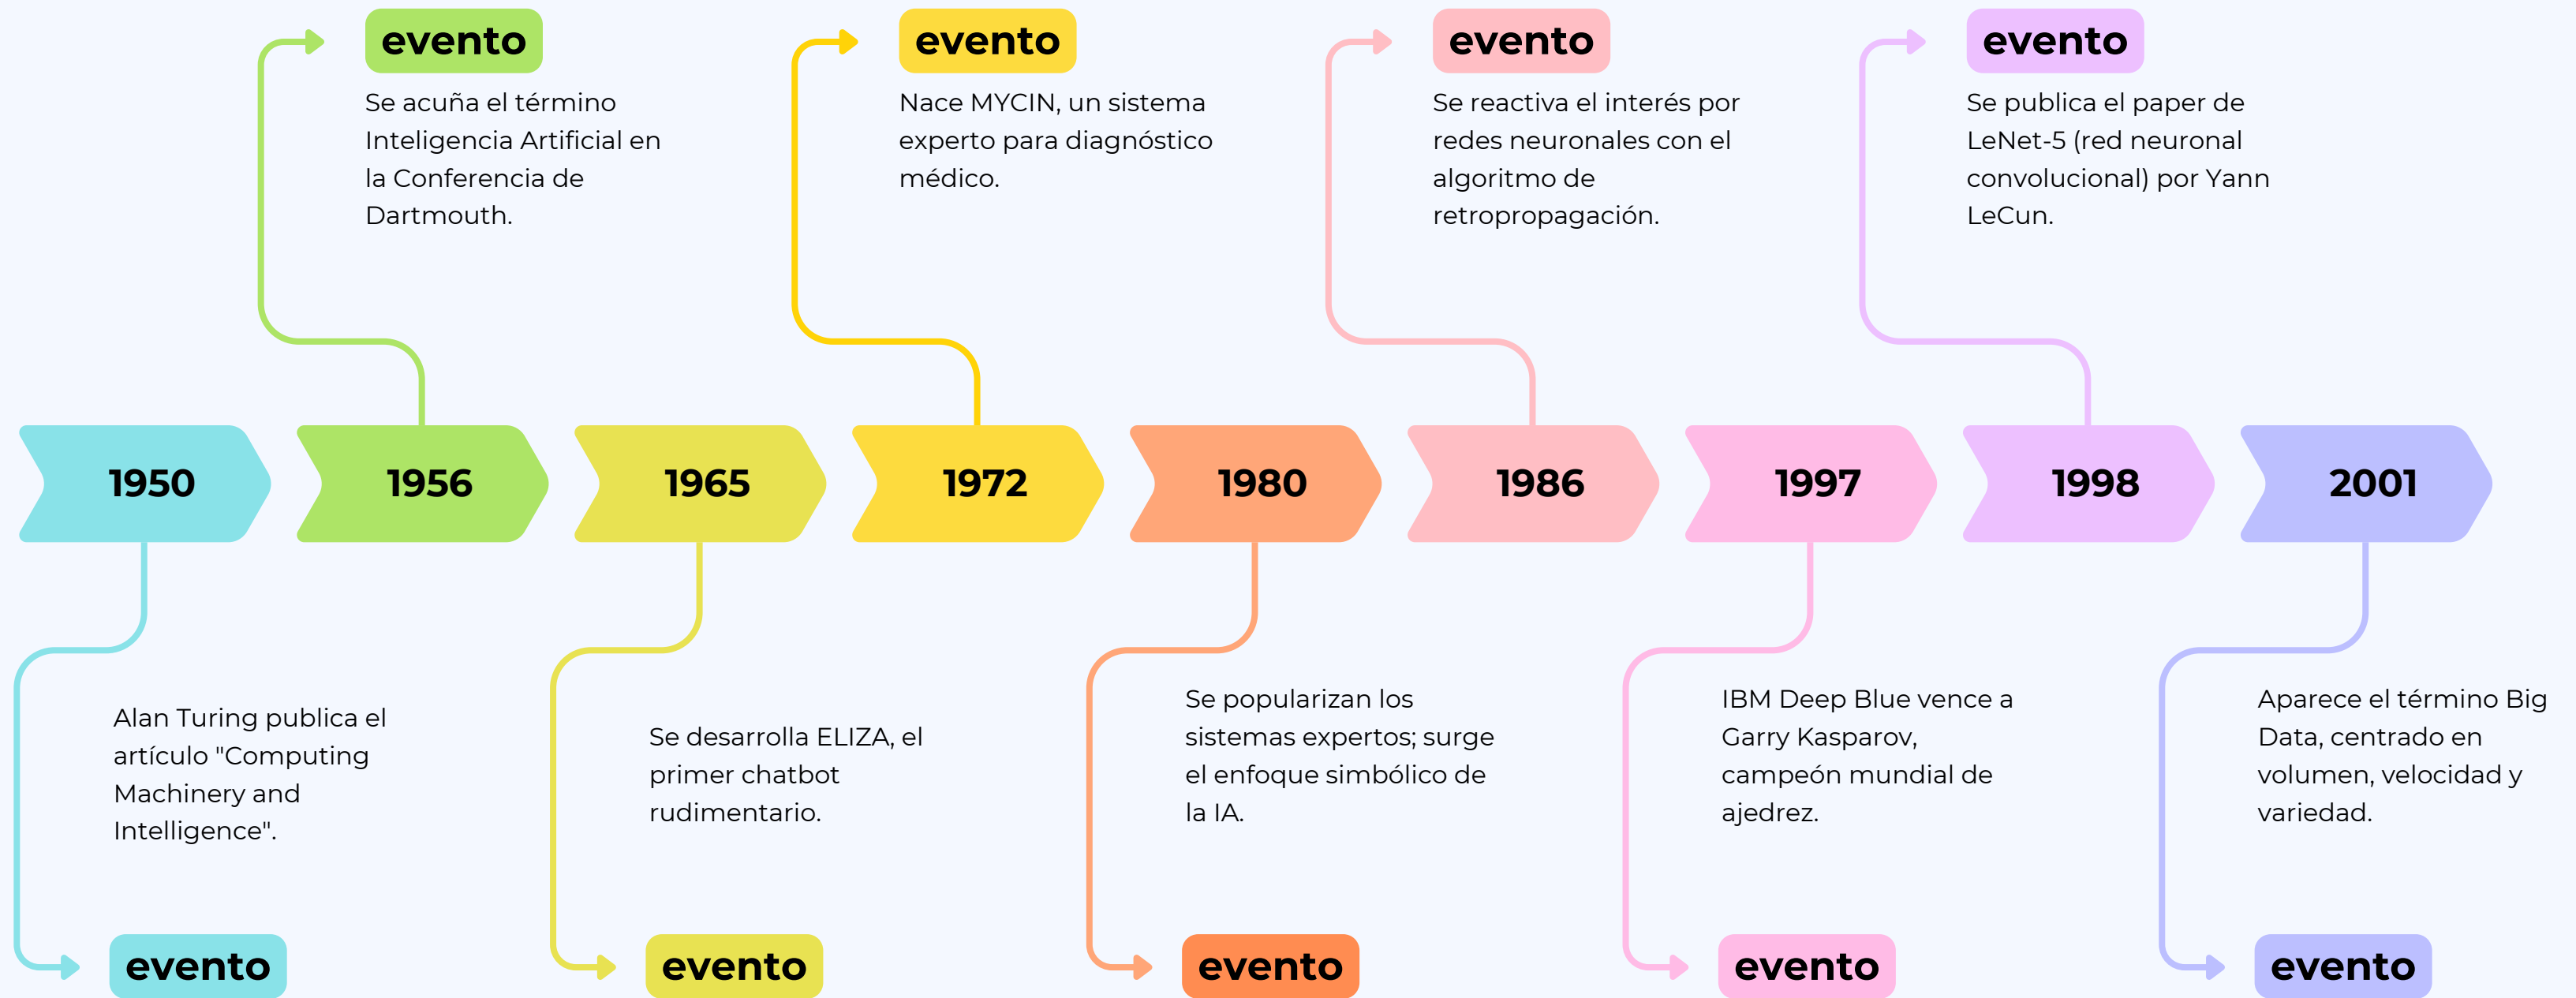 evento
Se acuña el término
Inteligencia Artificial en
la Conferencia de
Dartmouth.
evento
Nace MYCIN, un sistema
experto para diagnóstico
médico.
evento
Se reactiva el interés por
redes neuronales con el
algoritmo de
retropropagación.
evento
Se publica el paper de
LeNet-5 (red neuronal
convolucional) por Yann
LeCun.
1950
1956
1965
1972
1980
1986
1997
1998
2001
Alan Turing publica el
artículo "Computing
Machinery and
Intelligence".
evento
Se desarrolla ELIZA, el
primer chatbot
rudimentario.
evento
Se popularizan los
sistemas expertos; surge
el enfoque simbólico de
la IA.
evento
IBM Deep Blue vence a
Garry Kasparov,
campeón mundial de
ajedrez.
evento
Aparece el término Big
Data, centrado en
volumen, velocidad y
variedad.
evento